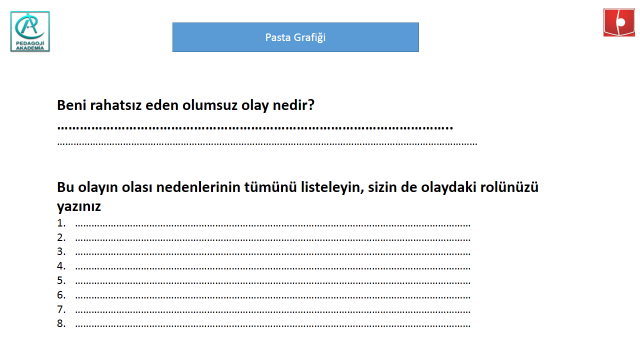 PEDAGOJİ
AKADEMİA
Pasta Grafiği
Beni rahatsız eden olumsuz olay nedir?
………………………………………………………………………………………..
………………………………………………………………………………………………………………………
Bu olayın olası nedenlerinin tümünü listeleyin, sizin de olaydaki rolünüzü
yazınız
1. ………………………………………………………………………………………………………
2. ………………………………………………………………………………………………………
3. ………………………………………………………………………………………………………
4. ………………………………………………………………………………………………………
5. ………………………………………………………………………………………………………
6. ………………………………………………………………………………………………………
7. ………………………………………………………………………………………………………
8. ………………………………………………………………………………………………………